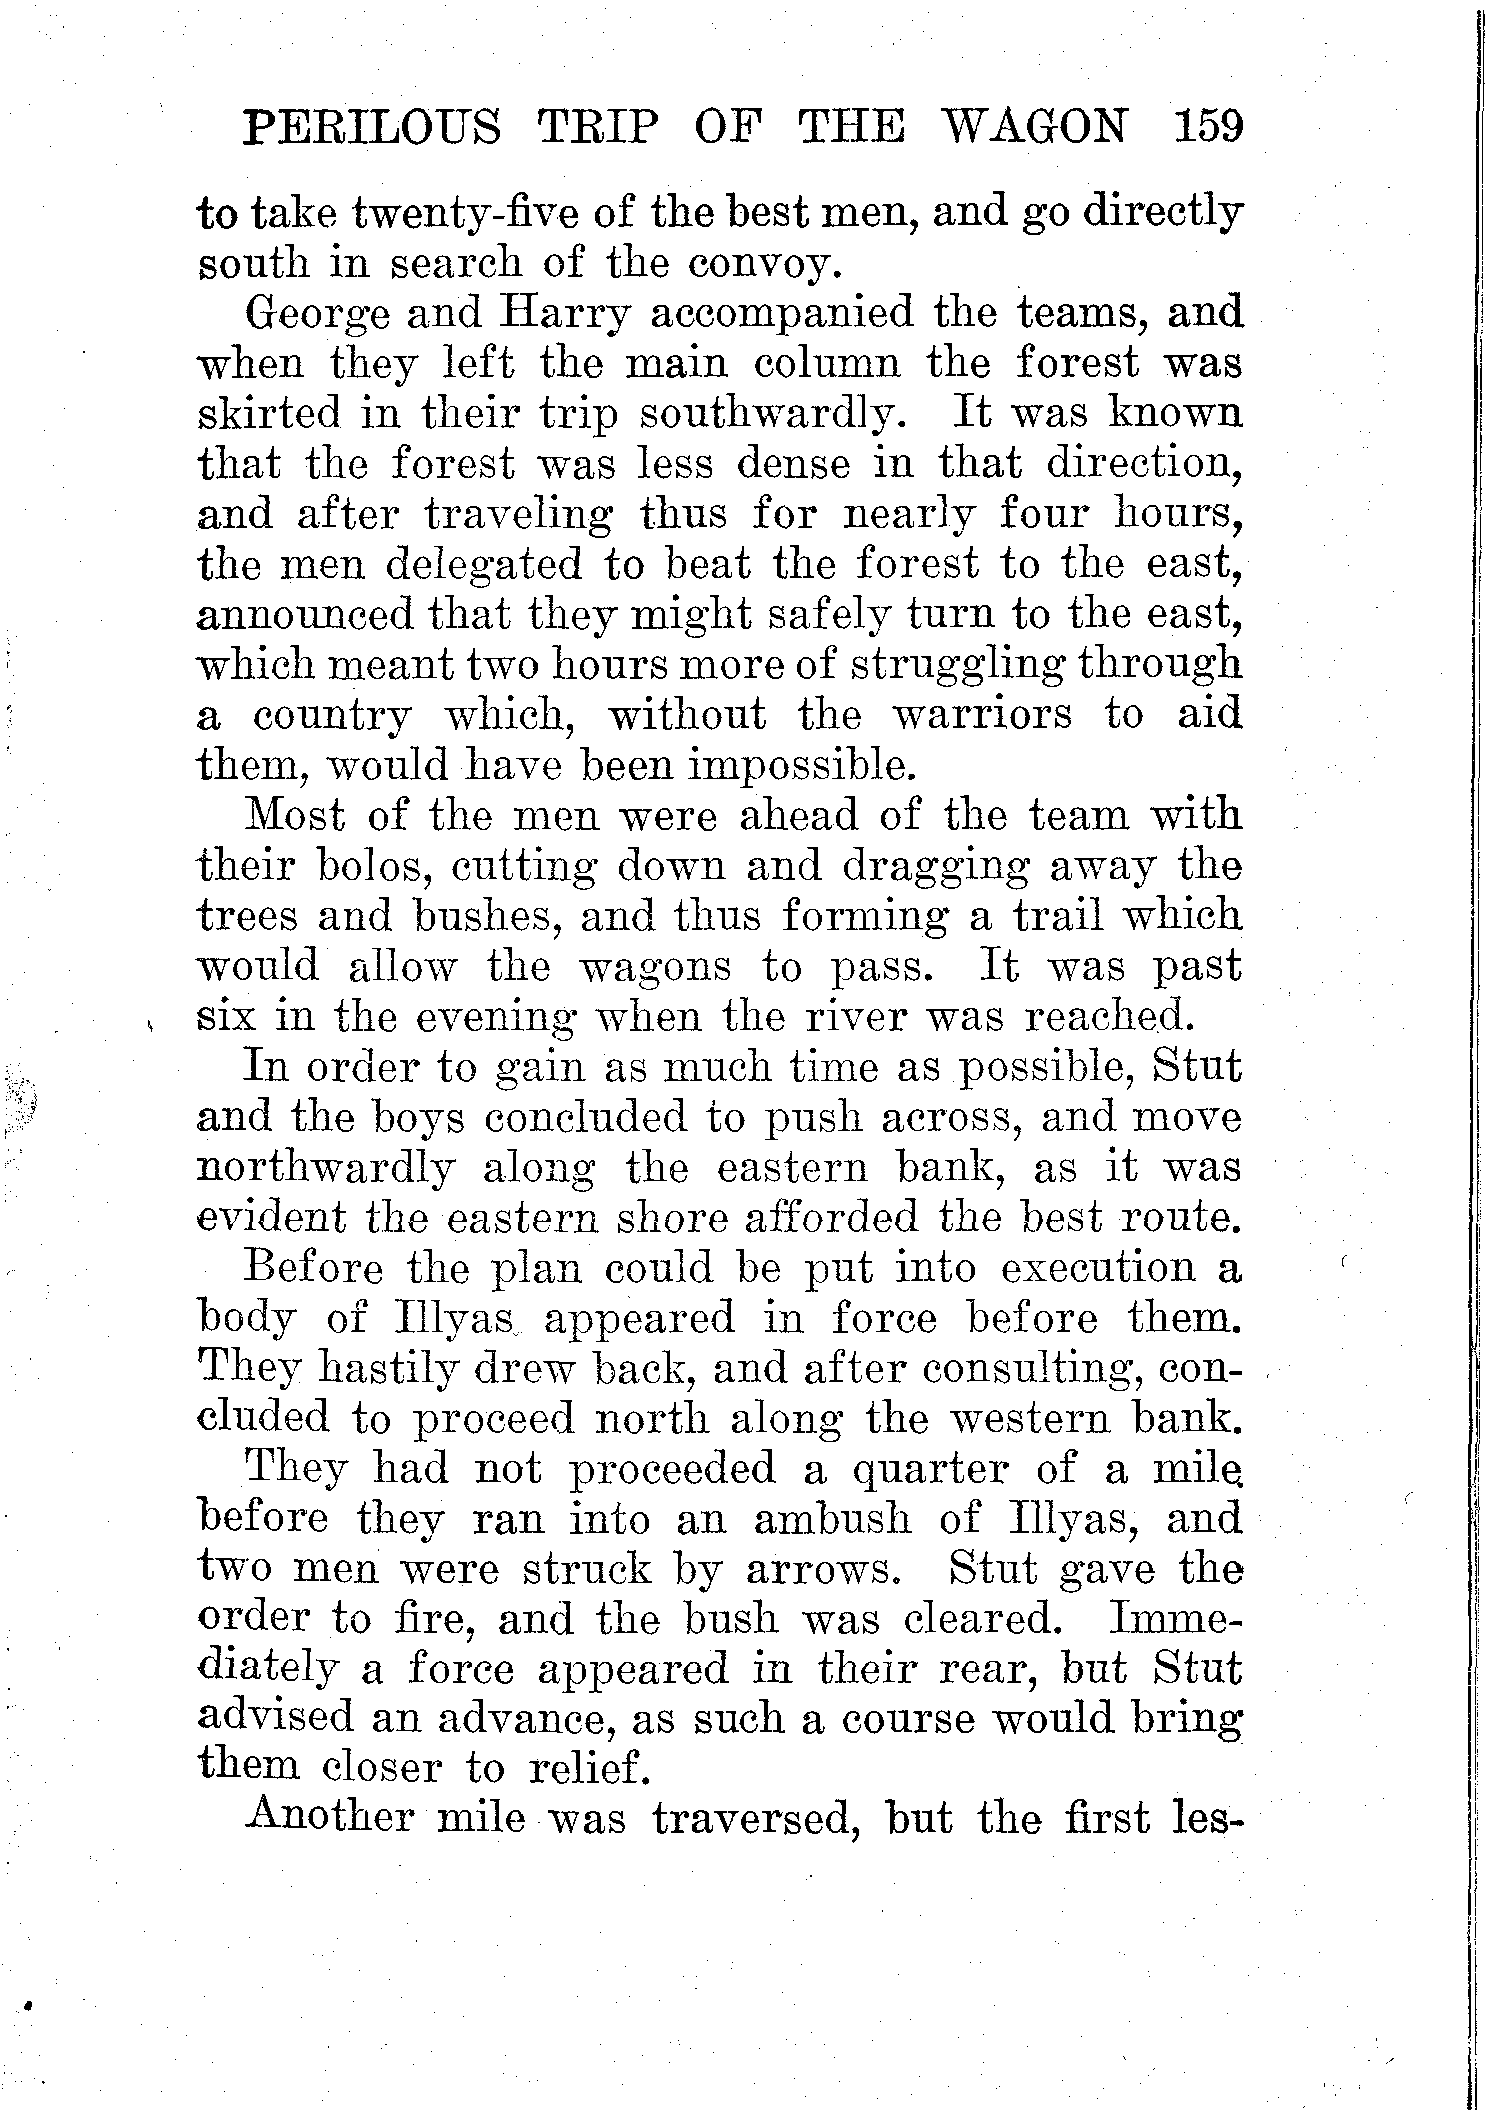 PERILOUS TRIP OF THE WAGON 159
to take twenty-five of the best men, and go directly
south in search of the convoy.
George and Harry accompanied the teams, and
when they left the main column the forest was
skirted in their trip southwardly. It was known
that the forest was less dense in that direction,
and after traveling thus for nearly four hours,
the men delegated to beat the forest to the east,
announced that they might safely turn to the east,
which meant two hours more of struggling through
a country which, without the warriors to aid
them, would have been impossible.
Most of the men were ahead of the team with
their bolos, cutting down and dragging away the
trees and bushes, and thus forming a trail which
would allow the wagons to pass. It was past
six in the evening when the river was reached.
In order to gain as much time as possible, Stut
and the boys concluded to push across, and move
northwardly along the eastern bank, as it was
evident the eastern shore afforded the best route.
Before the plan could be put into execution a
body of Illyas appeared in force before them.
They hastily drew back, and after consulting, con-
cluded to proceed north along the western bank.
They had not proceeded a quarter of a mile
before they ran into an ambush of Illyas, and
two men were struck by arrows. Stut gave the
order to fire, and the bush was cleared. Imme-
diately a force appeared in their rear, but Stut
advised an advance, as such a course would bring
them closer to relief.
Another mile was traversed, but the first les-